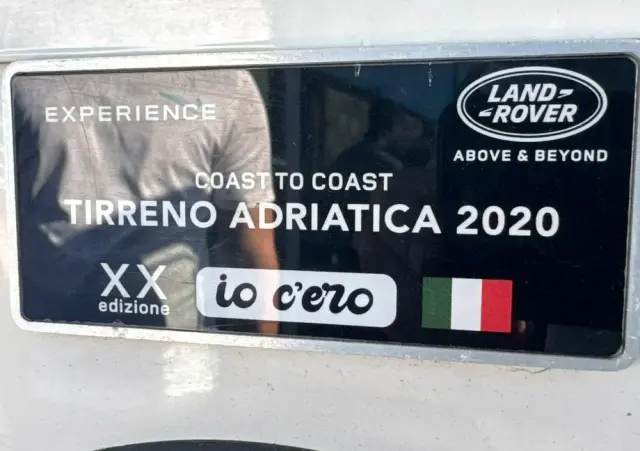 EXPERIENCE
LAND-
-ROVER
ABOVE & BEYOND
COAST TO COAST
TIRRENO ADRIATICA 2020
XX
edizione
io c'ero